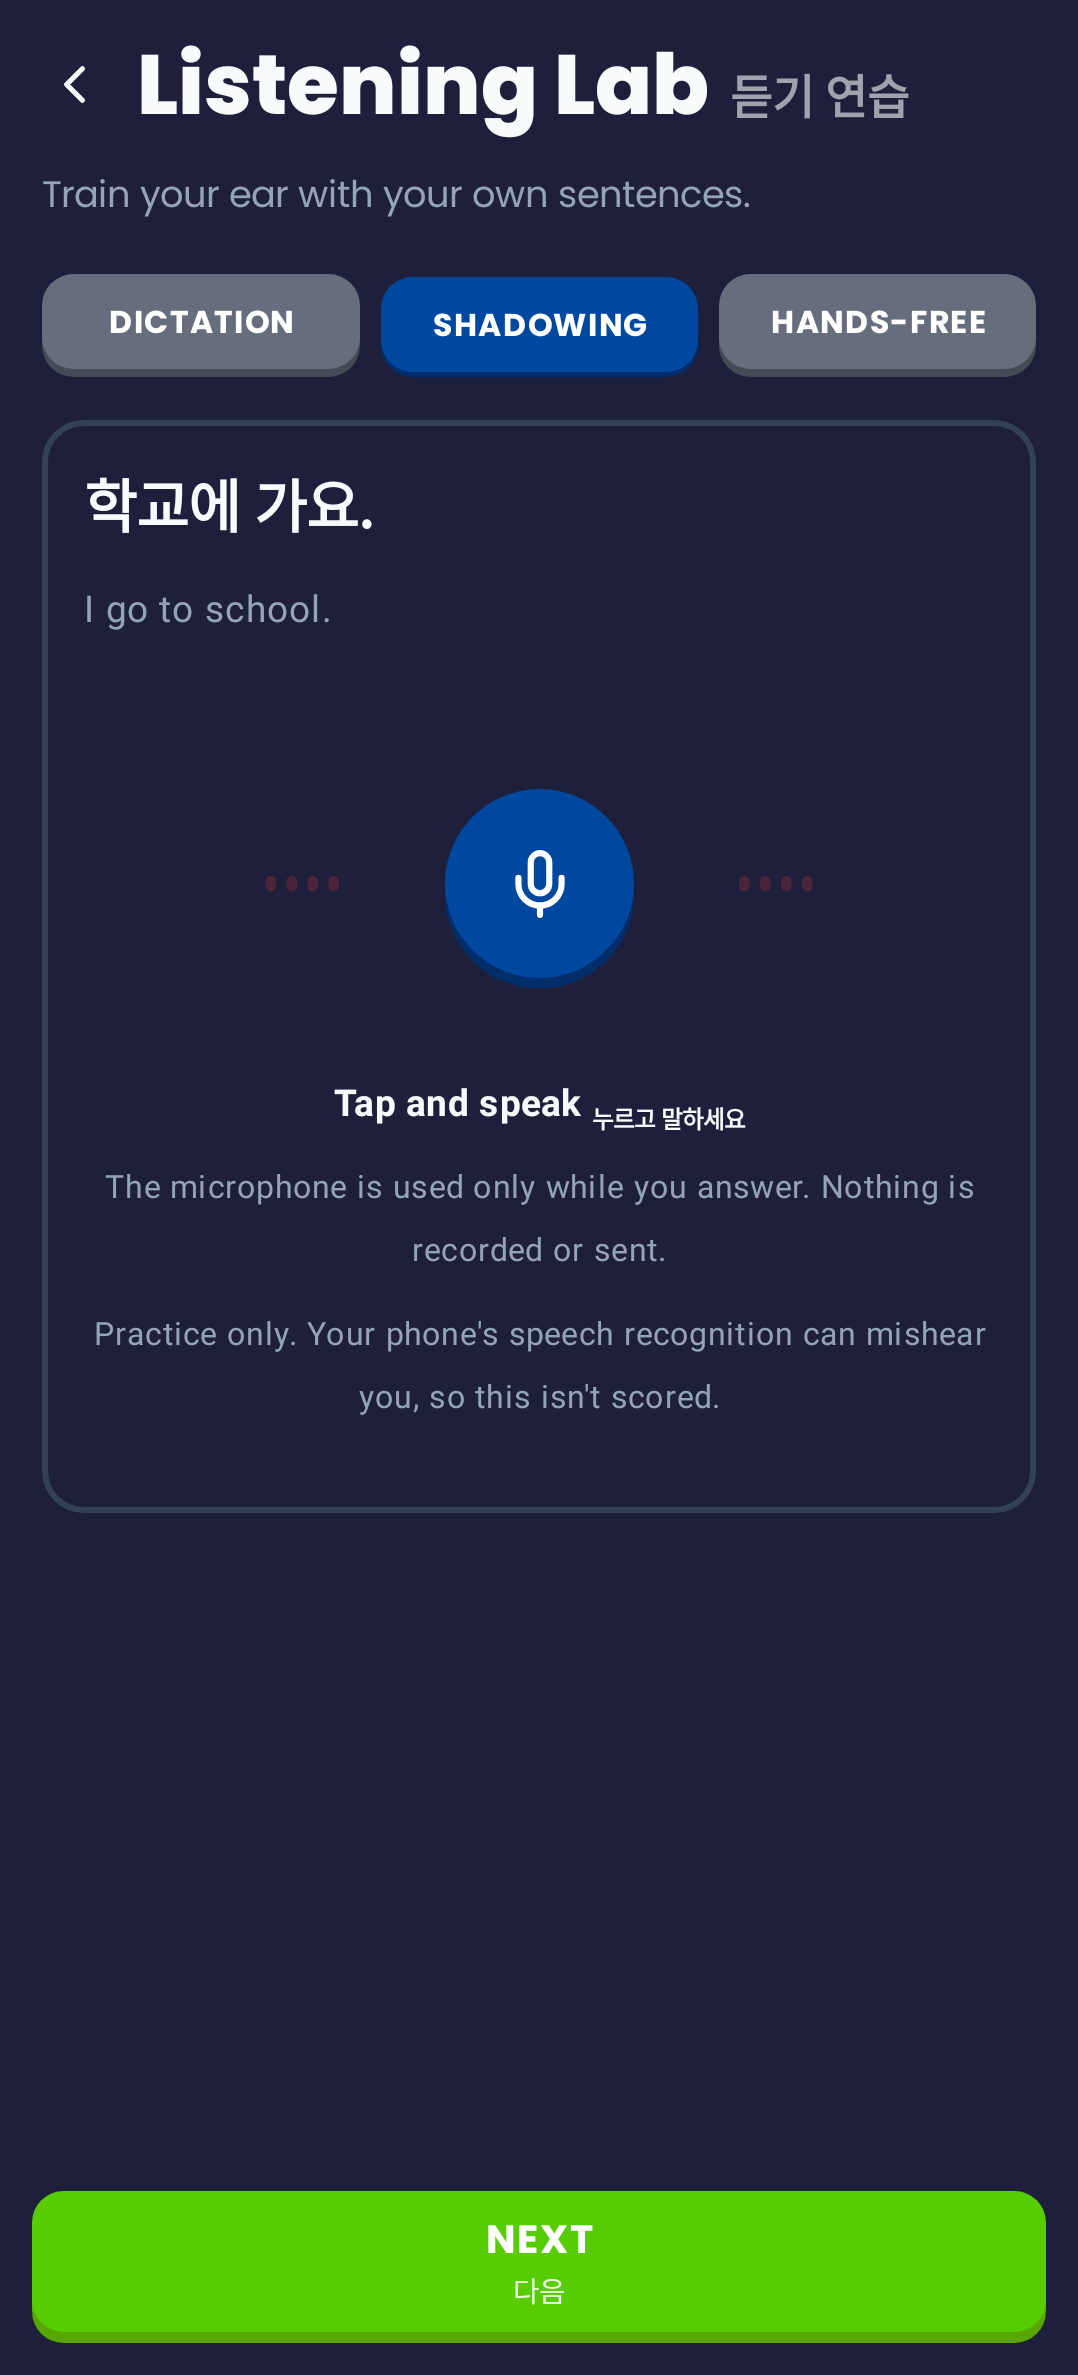 Listening Lab 듣기 연습
Train your ear with your own sentences.
DICTATION SHADOWING HANDS-FREE
학교에 가요.
I go to school.
Tap and speak 누르고 말하세요
The microphone is used only while you answer. Nothing is
recorded or sent.
Practice only. Your phone's speech recognition can mishear
you, so this isn't scored.
NEXT
다음